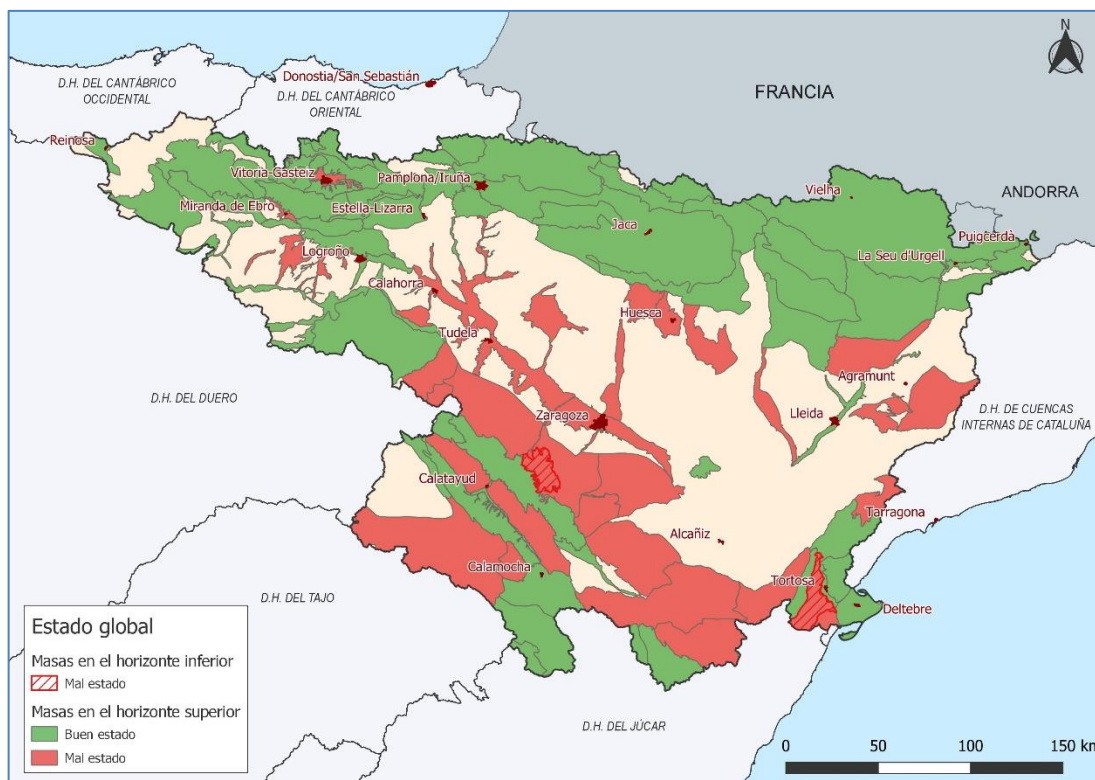 N
Donostia/San Sebastián
D.H. DEL CANTÁBRICO
OCCIDENTAL
D.H. DEL CANTÁBRICO
ORIENTAL
FRANCIA
Reinosa
Vitoria-Gasteiz
Pamplona/Iruña
Vielha
ANDORRA
Miranda de Ebro
Estella-Lizarra
Jaca
Puigcerdà
Logroño
La Seu d'Urgell
Calahorra
Huesca
Tudela
Agramunt
D.H. DEL DUERO
Zaragoza
Lleida
D.H. DE CUENCAS
INTERNAS DE CATALUÑA
Calatayud
Tarragona
Alcañiz
Calamocha
Tortosa
Deltebre
D.H. DEL TAJO
Estado global
Masas en el horizonte inferior
Mal estado
Masas en el horizonte superior
Buen estado
Mal estado
D.H. DEL JÚCAR
0 50 100 150 km